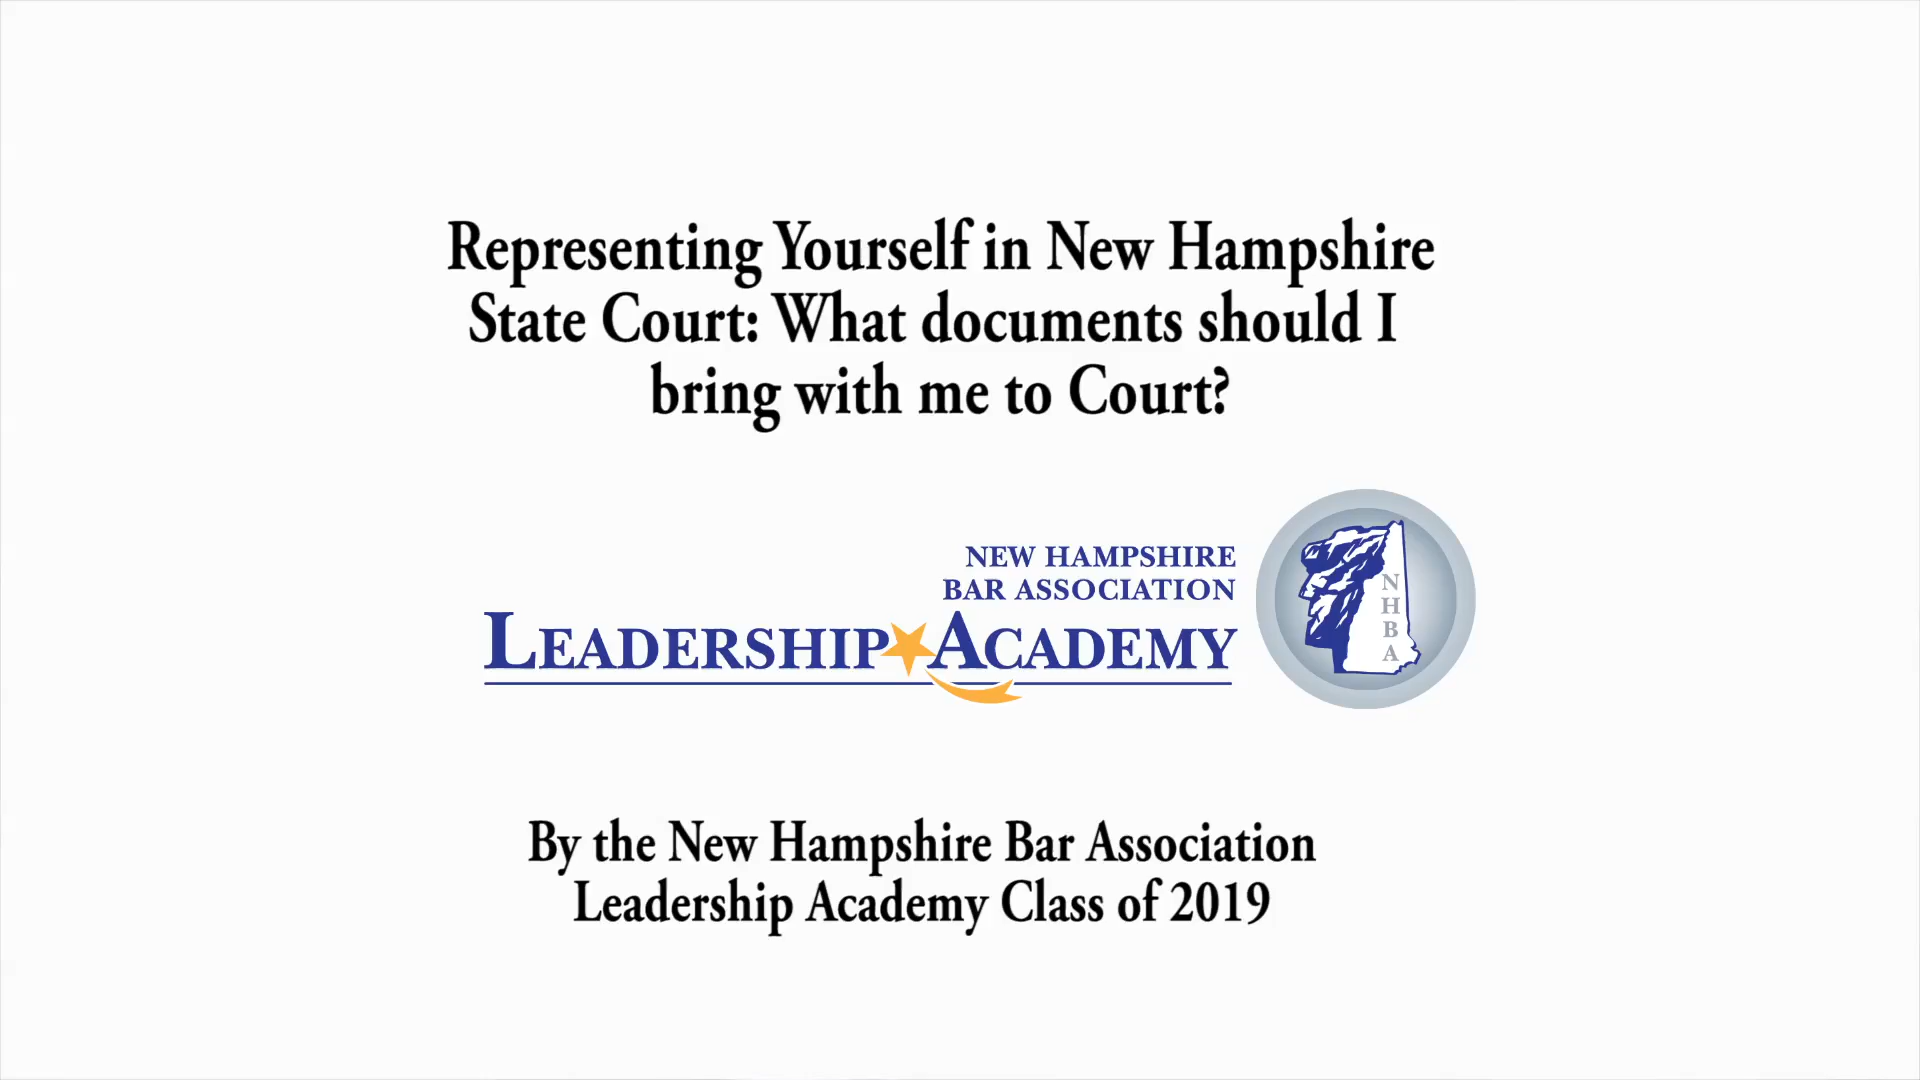 Representing Yourself in New Hampshire
State Court: What documents should I
bring with me to Court?
NEW HAMPSHIRE
BAR ASSOCIATION
LEADERSHIP ACADEMY
NHBA
By the New Hampshire Bar Association
Leadership Academy Class of 2019